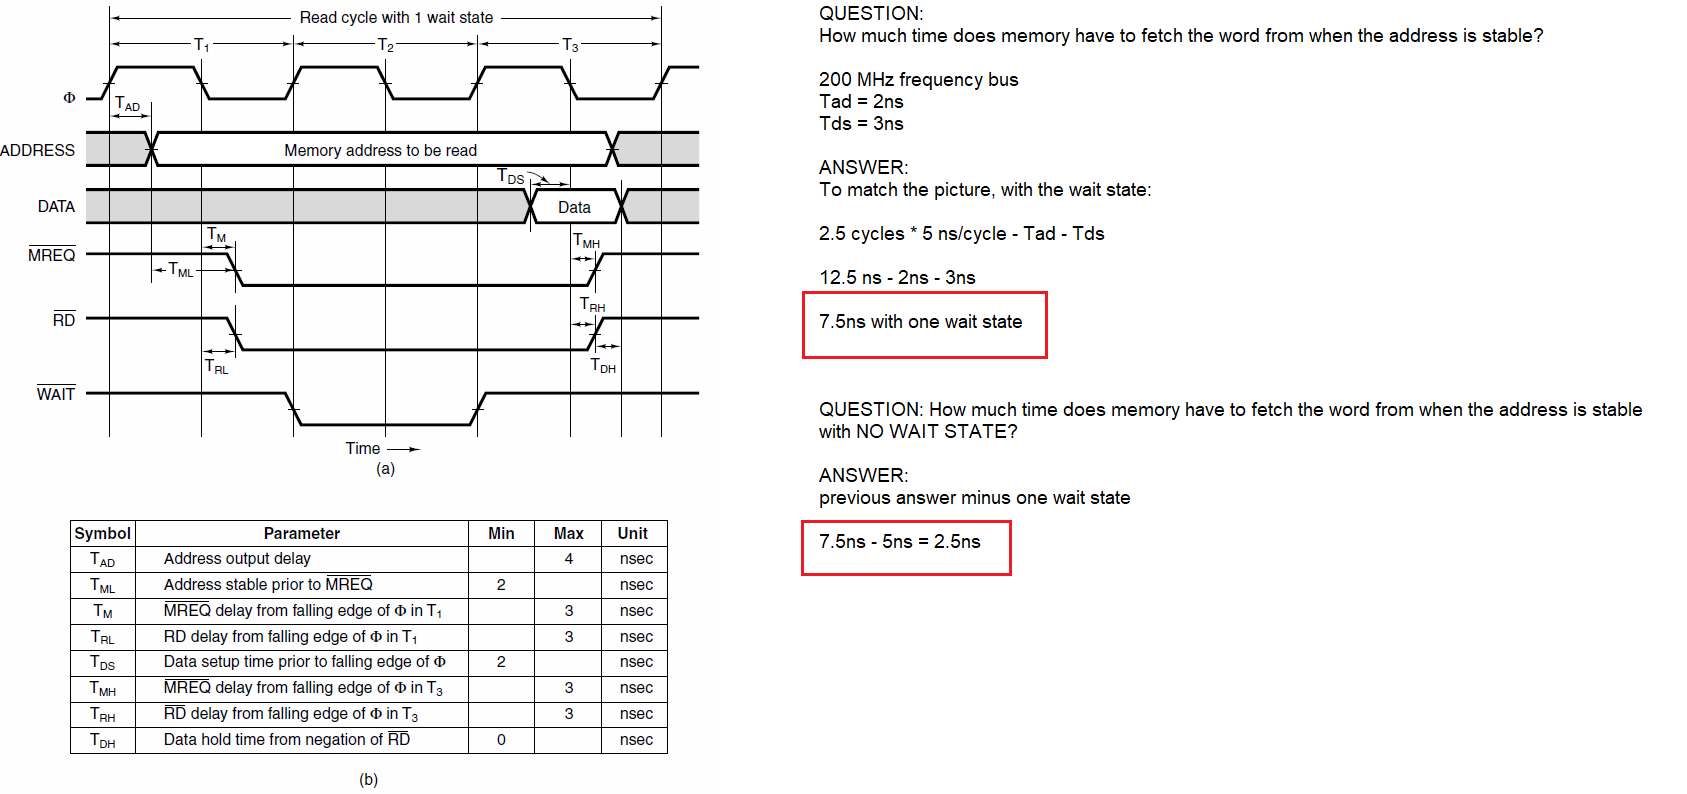 Read cycle with 1 wait state
T1 T2 T3
Φ
TAD
ADDRESS
Memory address to be read
TDS
DATA
Data
TM
TMH
MREQ
TML
TRH
RD
TRL
TDH
WAIT
Time
(a)
Symbol Parameter Min Max Unit
TAD Address output delay 4 nsec
TML Address stable prior to MREQ 2 nsec
TM MREQ delay from falling edge of Φ in T1 3 nsec
TRL RD delay from falling edge of Φ in T1 3 nsec
TDS Data setup time prior to falling edge of Φ 2 nsec
TMH MREQ delay from falling edge of Φ in T3 3 nsec
TRH RD delay from falling edge of Φ in T3 3 nsec
TDH Data hold time from negation of RD 0 nsec
(b)
QUESTION:
How much time does memory have to fetch the word from when the address is stable?
200 MHz frequency bus
Tad = 2ns
Tds = 3ns
ANSWER:
To match the picture, with the wait state:
2.5 cycles * 5 ns/cycle - Tad - Tds
12.5 ns - 2ns - 3ns
7.5ns with one wait state
QUESTION: How much time does memory have to fetch the word from when the address is stable
with NO WAIT STATE?
ANSWER:
previous answer minus one wait state
7.5ns - 5ns = 2.5ns